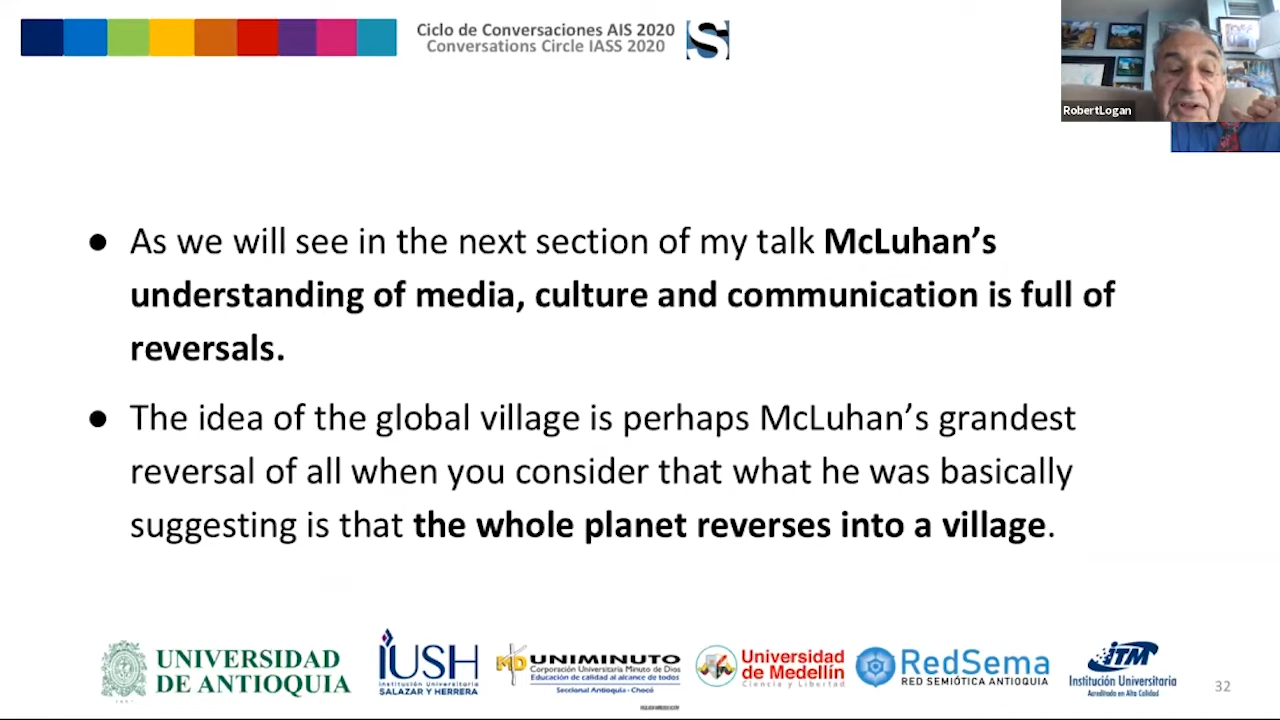 Ciclo de Conversaciones AIS 2020
Conversations Circle IASS 2020
S
RobertLogan
● As we will see in the next section of my talk McLuhan’s
understanding of media, culture and communication is full of
reversals.
● The idea of the global village is perhaps McLuhan’s grandest
reversal of all when you consider that what he was basically
suggesting is that the whole planet reverses into a village.
UNIVERSIDAD
DE ANTIOQUIA
IUSH
Institución Universitaria
SALAZAR Y HERRERA
MD UNIMINUTO
Corporación Universitaria Minuto de Dios
Educación de calidad al alcance de todos
Seccional Antioquia - Chocó
Universidad
de Medellín
Ciencia y Libertad
RedSema
RED SEMIÓTICA ANTIOQUIA
iTM
Institución Universitaria
Acreditada en Alta Calidad
32